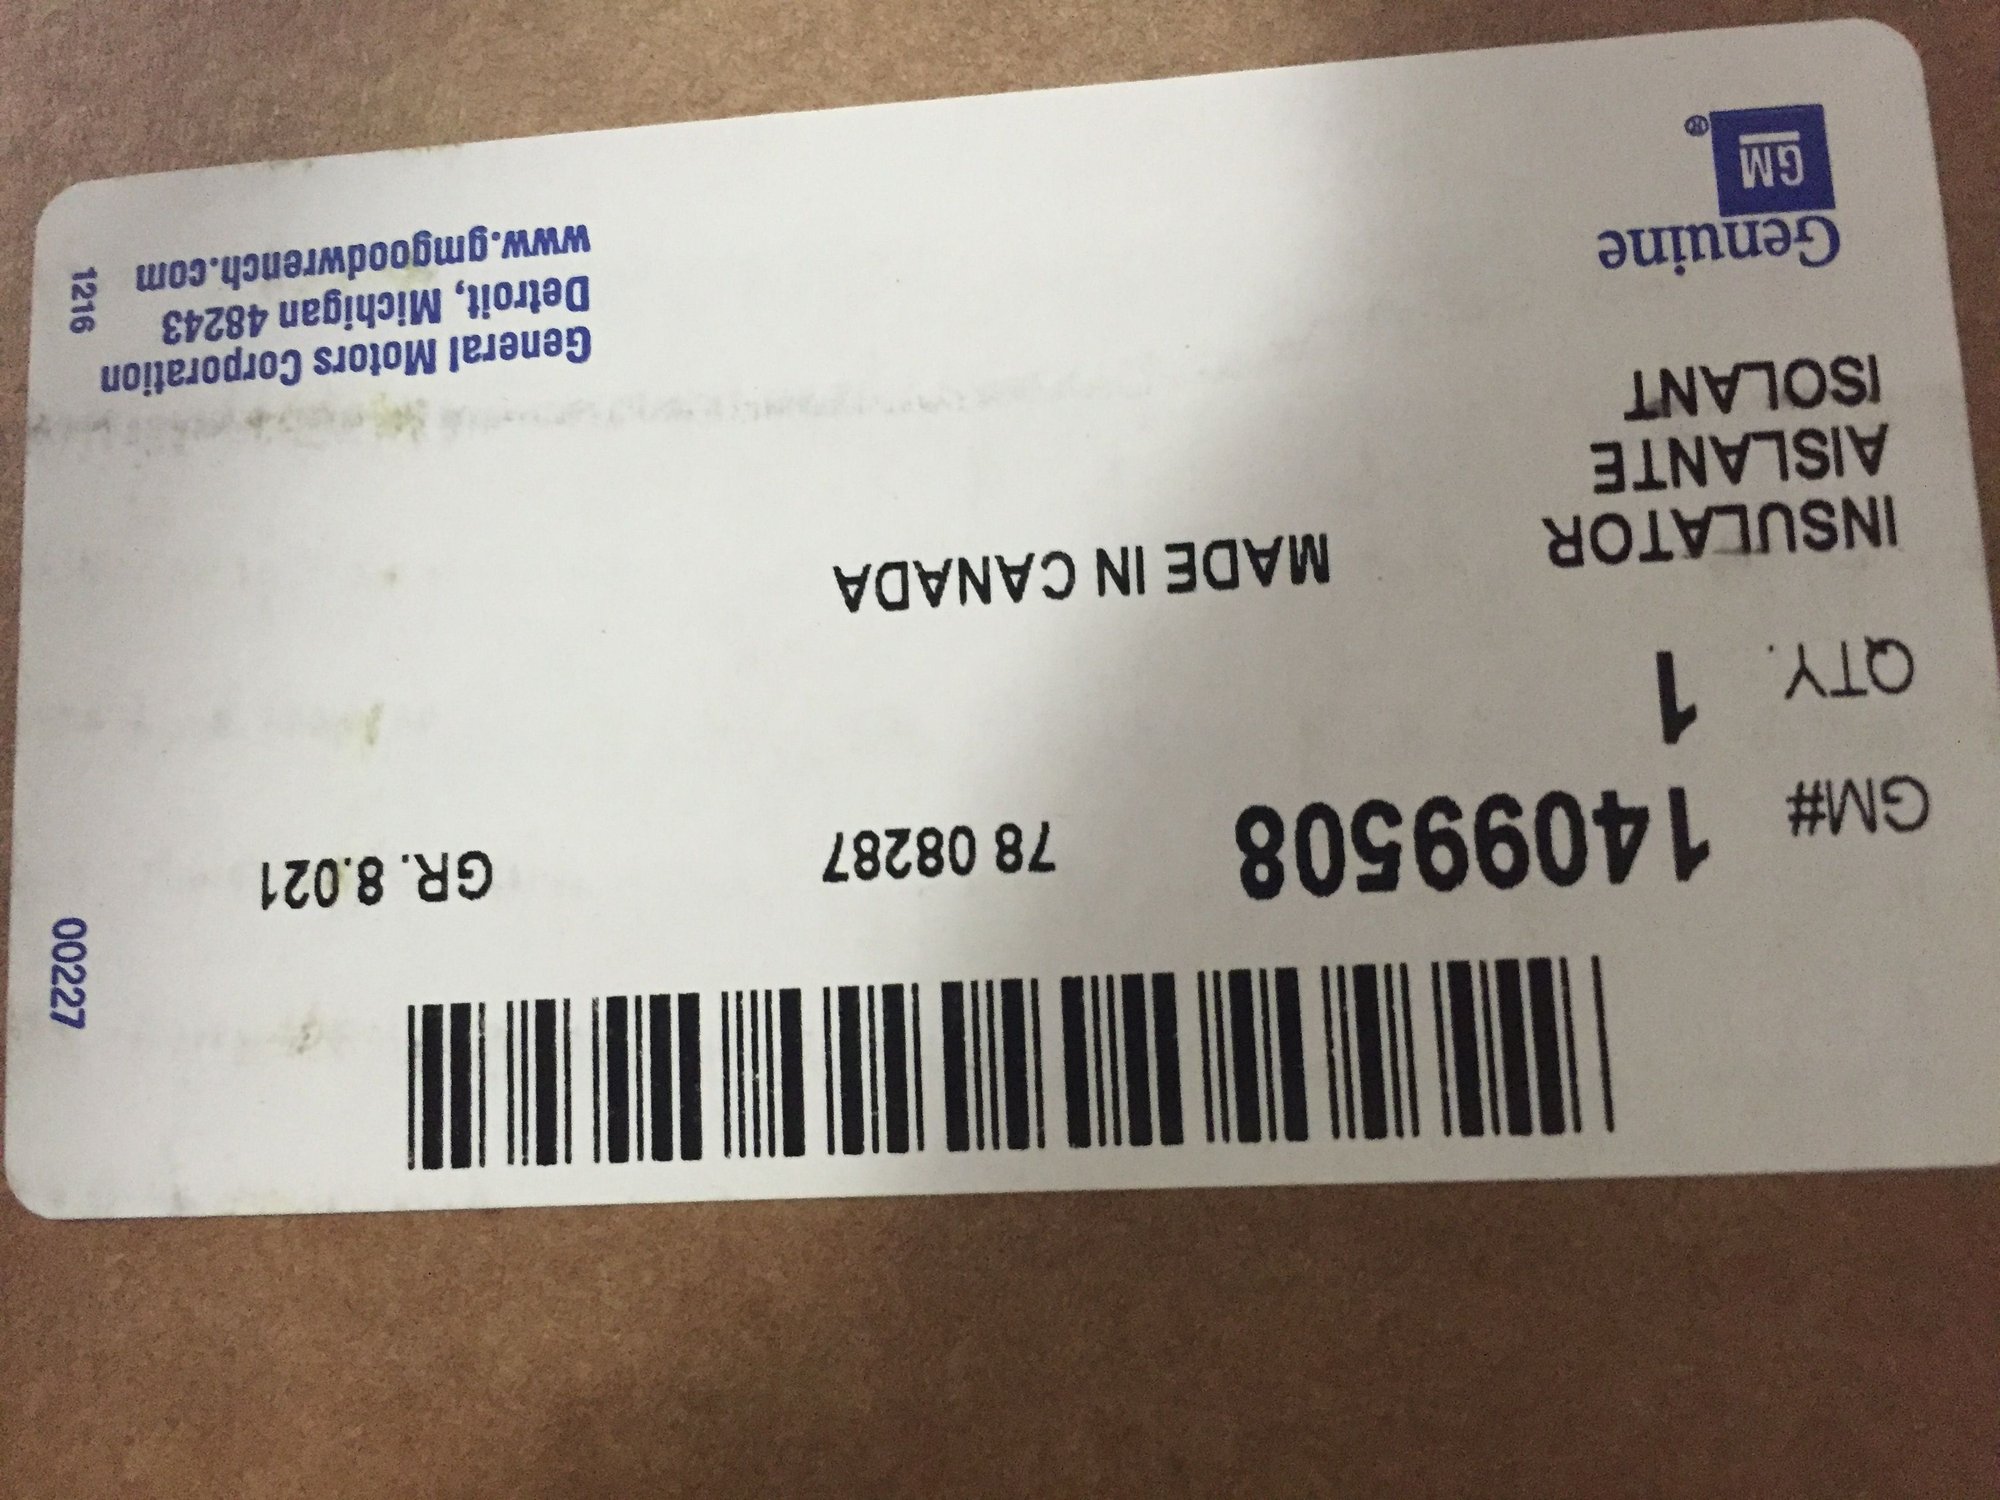 00227
GM# 14099508 78 08287 GR. 8.021
QTY. 1
INSULATOR MADE IN CANADA
AISLANTE
ISOLANT
Genuine
GM®
General Motors Corporation
Detroit, Michigan 48243
www.gmgoodwrench.com
1216